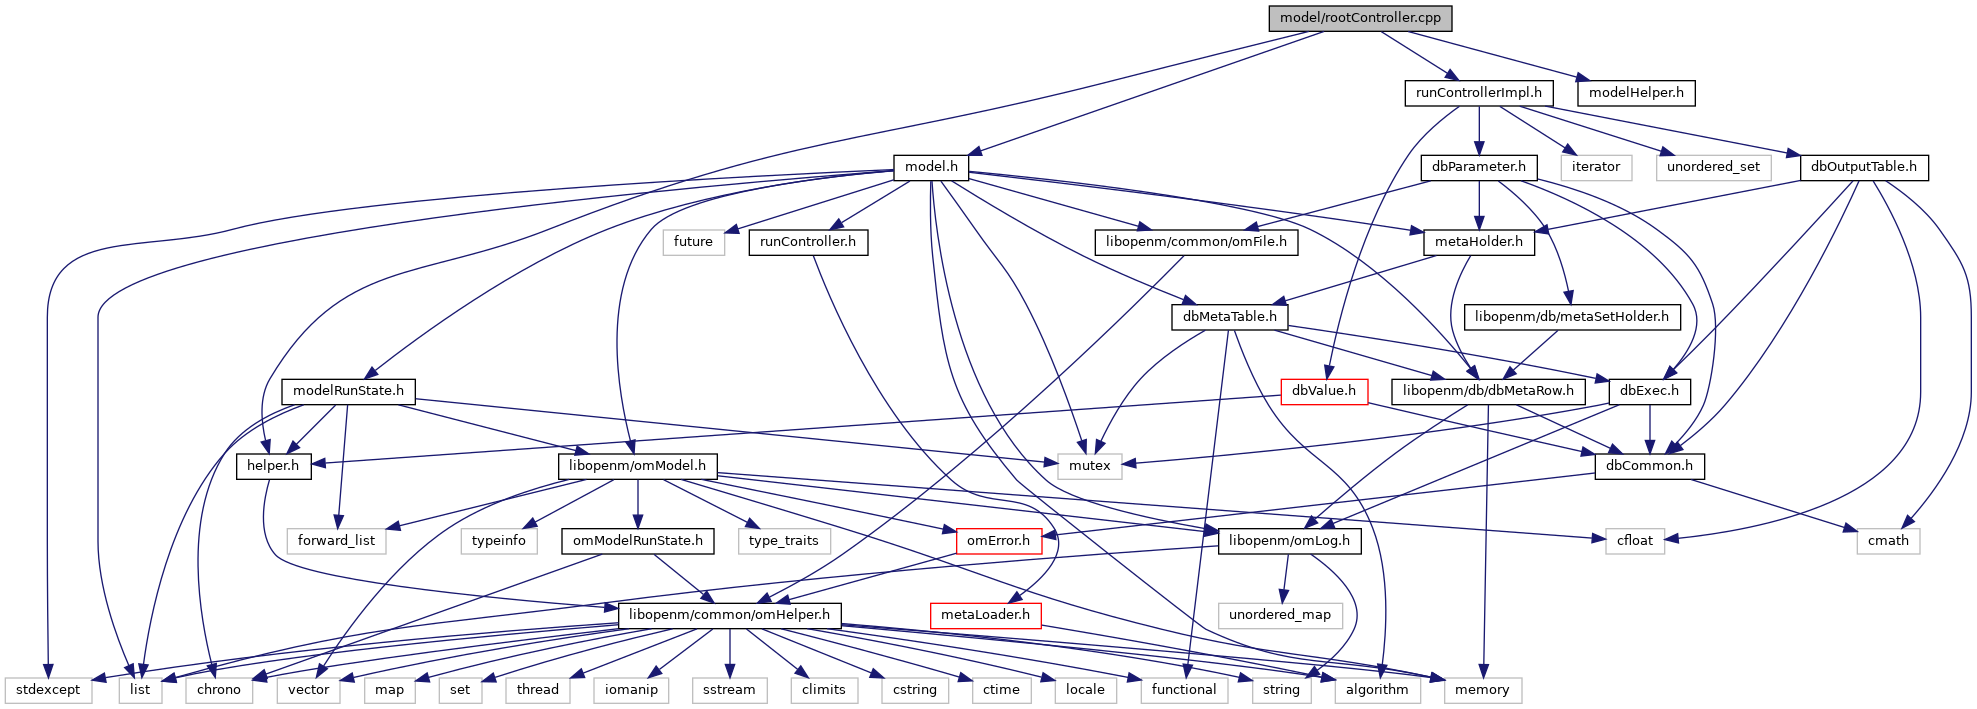 model/rootController.cpp
runControllerImpl.h
modelHelper.h
model.h
dbParameter.h
iterator
unordered_set
dbOutputTable.h
future
runController.h
libopenm/common/omFile.h
metaHolder.h
dbMetaTable.h
libopenm/db/metaSetHolder.h
modelRunState.h
dbValue.h
libopenm/db/dbMetaRow.h
dbExec.h
helper.h
libopenm/omModel.h
mutex
dbCommon.h
forward_list
typeinfo
omModelRunState.h
type_traits
omError.h
libopenm/omLog.h
cfloat
cmath
libopenm/common/omHelper.h
metaLoader.h
unordered_map
stdexcept
list
chrono
vector
map
set
thread
iomanip
sstream
climits
cstring
ctime
locale
functional
string
algorithm
memory